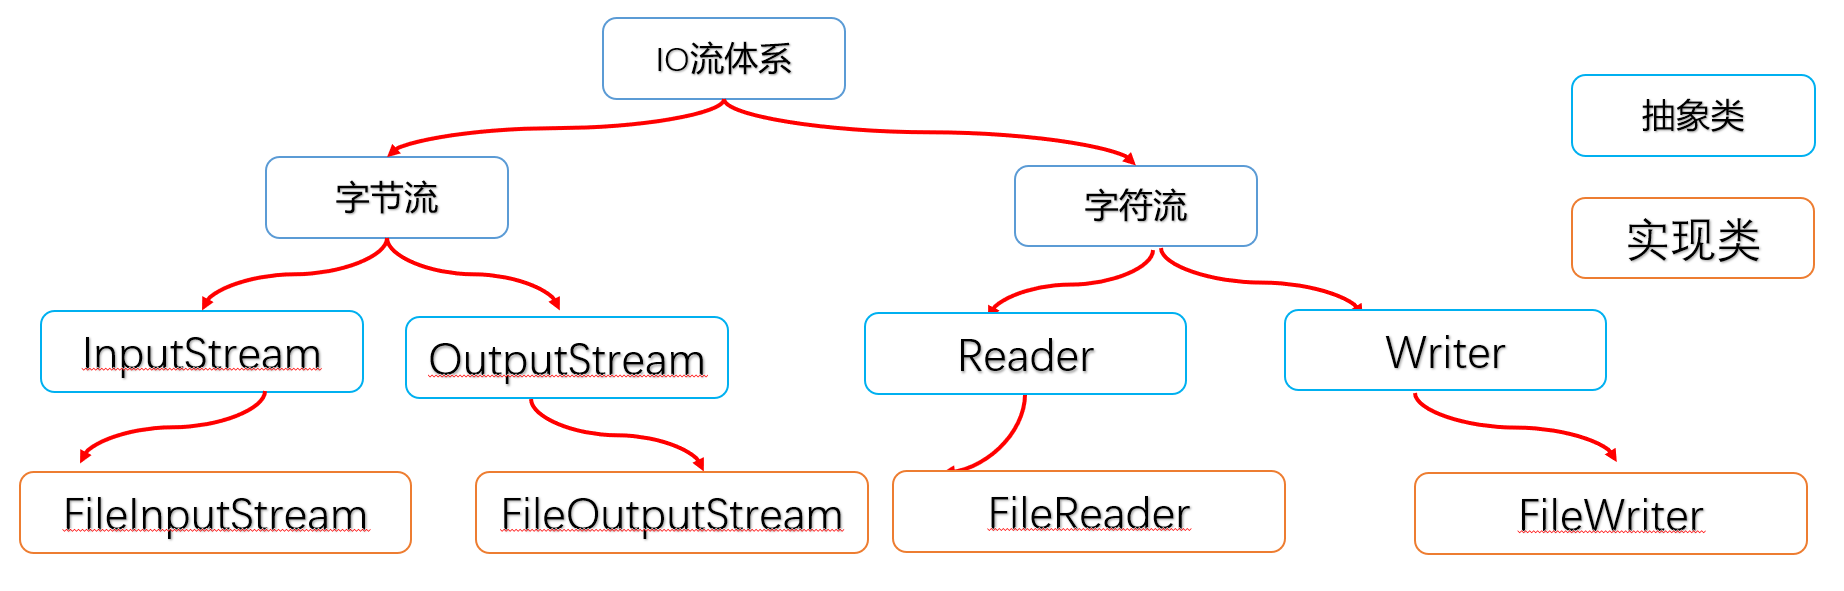 IO流体系
抽象类
字节流
字符流
实现类
InputStream
OutputStream
Reader
Writer
FileInputStream
FileOutputStream
FileReader
FileWriter